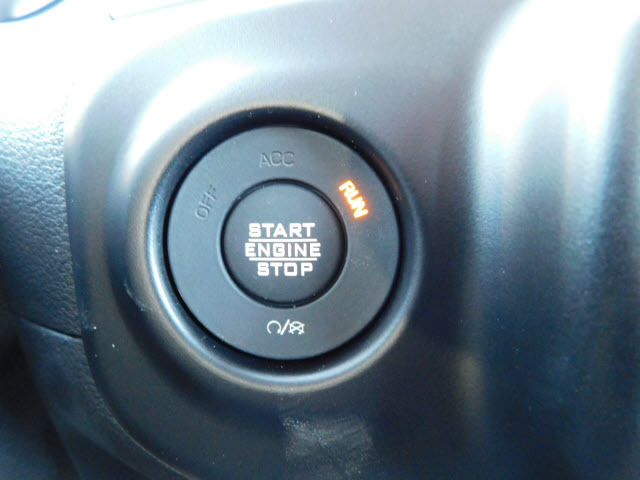 OFF
ACC
RUN
START
ENGINE
STOP